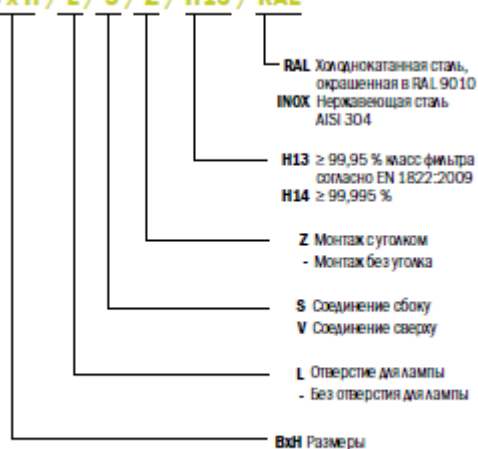 x H / L / S / Z / H13 / RAL
RAL Холоднокатанная сталь,
окрашенная в RAL 9010
INOX Нержавеющая сталь
AISI 304
H13 ≥ 99,95 % класс фильтра
согласно EN 1822:2009
H14 ≥ 99,995 %
Z Монтаж с уголком
- Монтаж без уголка
S Соединение сбоку
V Соединение сверху
L Отверстие для лампы
- Без отверстия для лампы
BxH Размеры